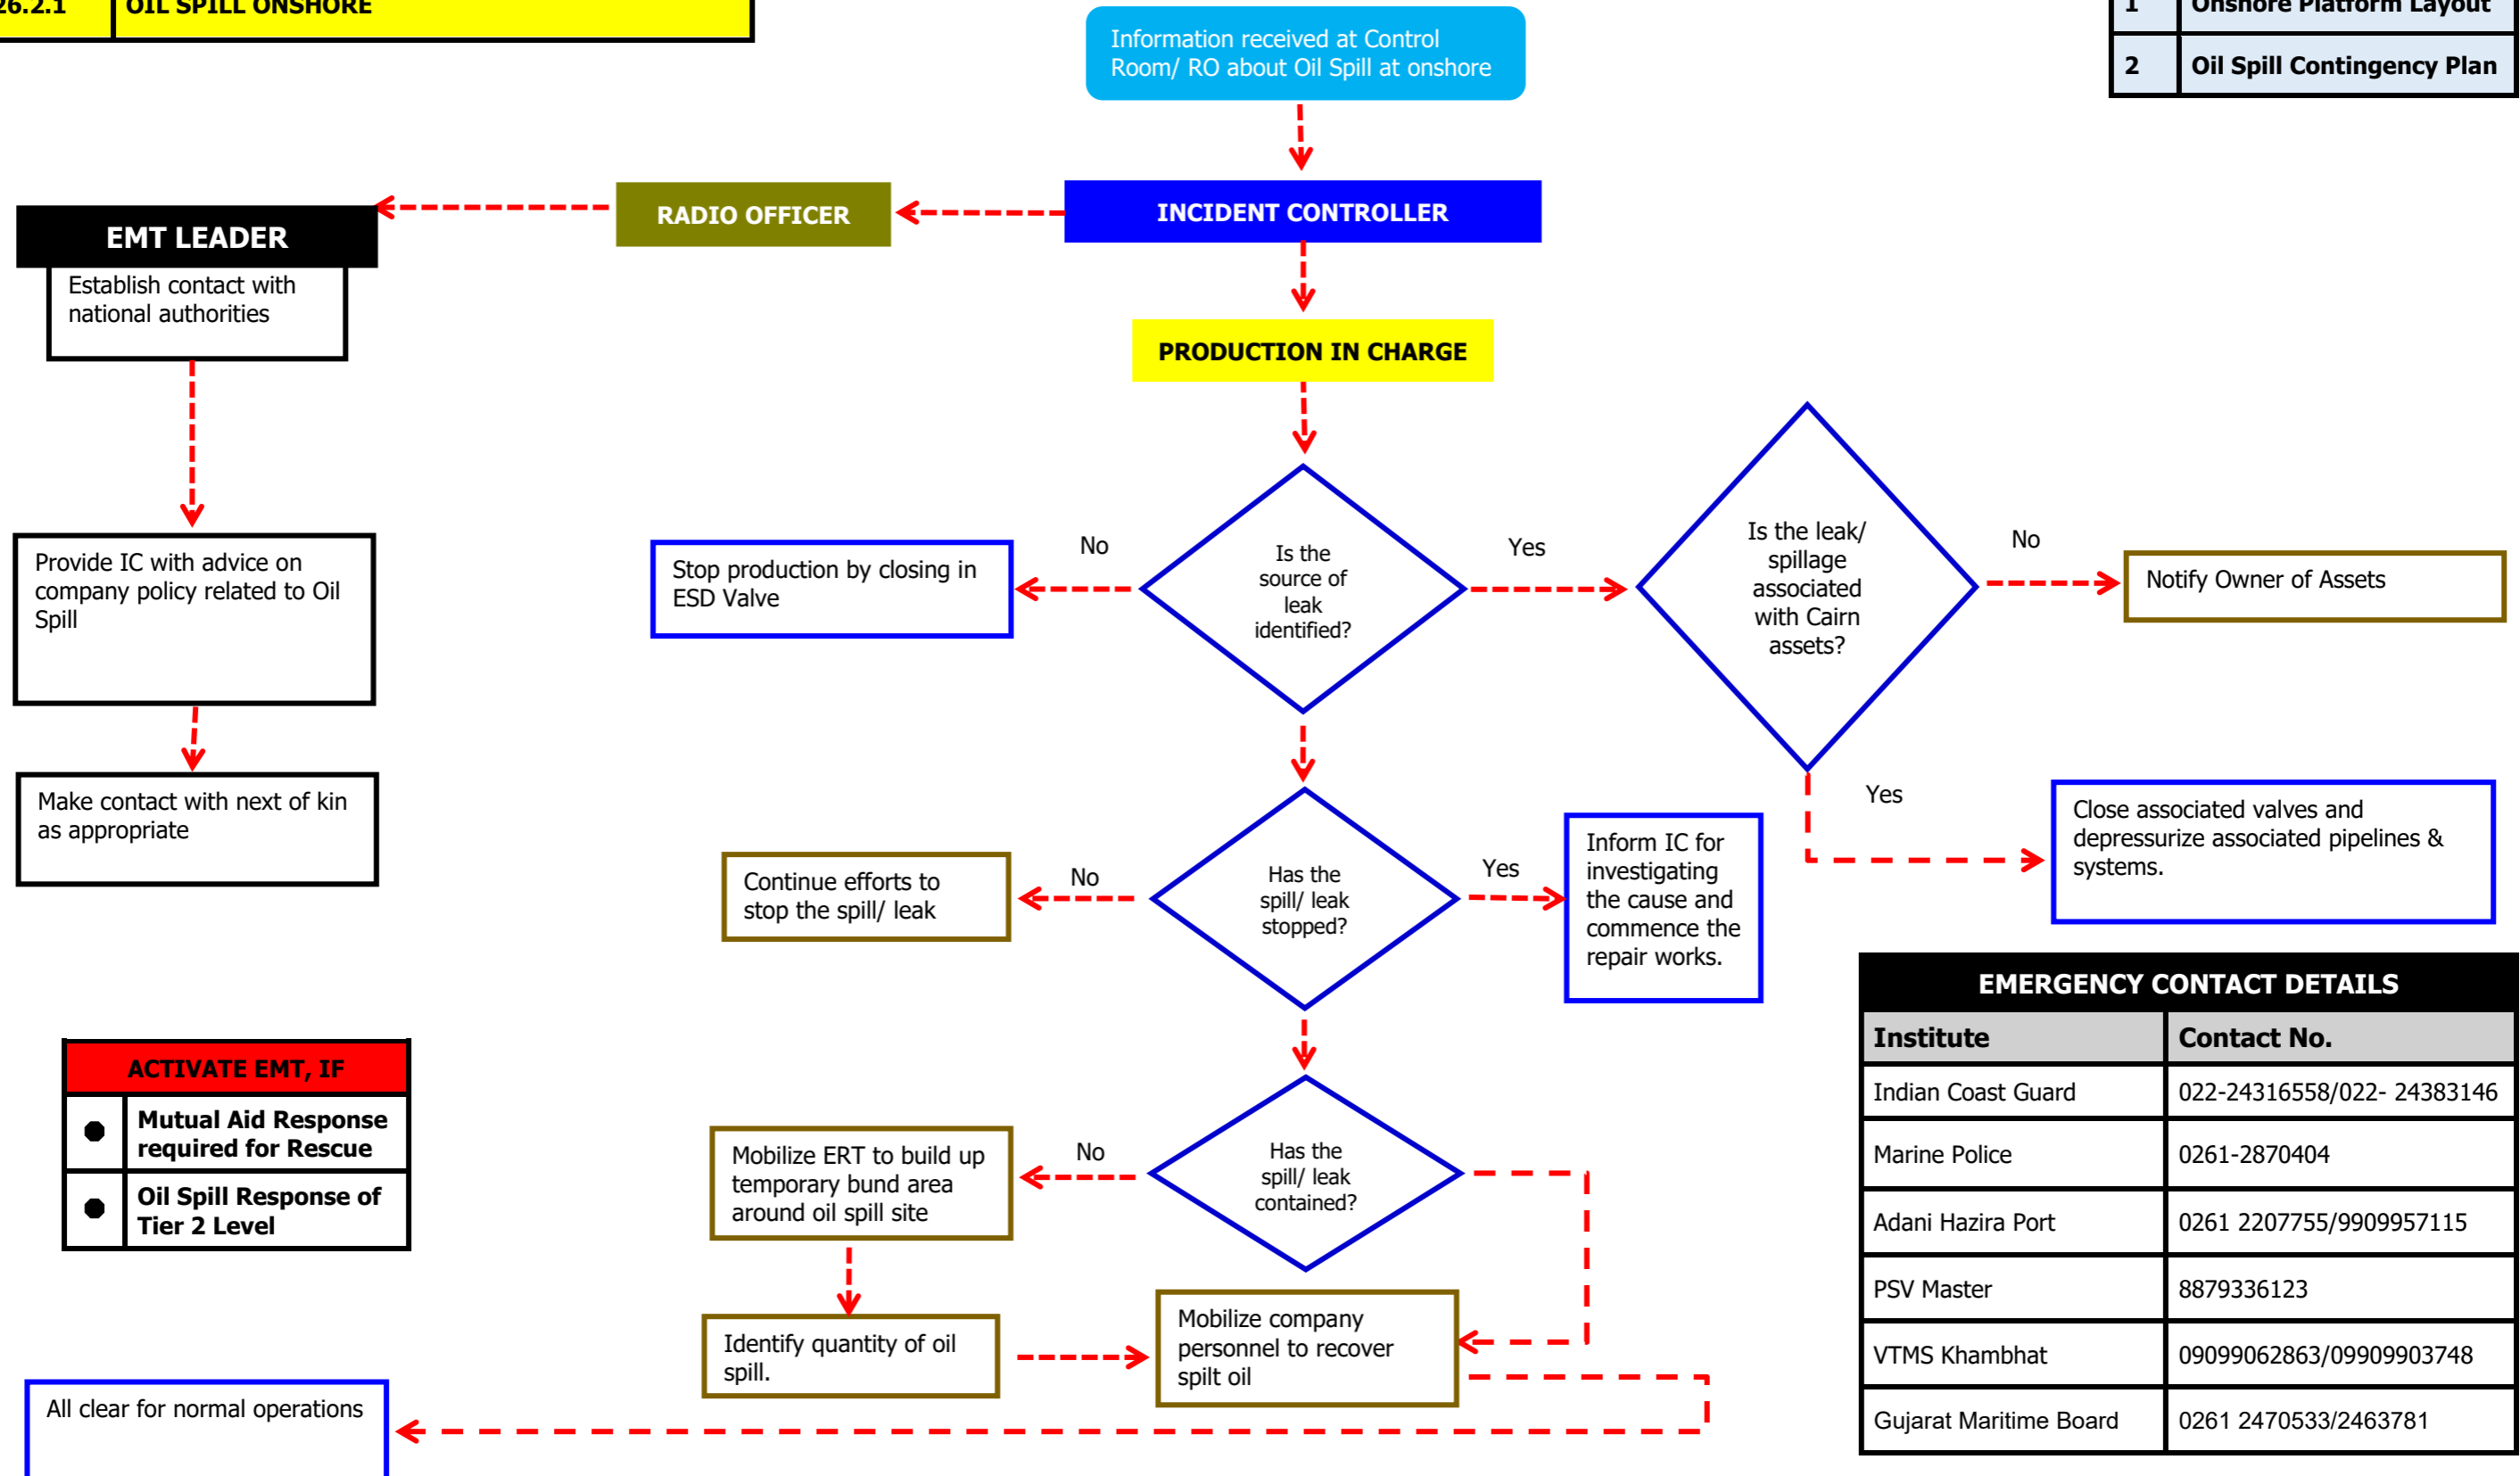 26.2.1 OIL SPILL ONSHORE
1 Onshore Platform Layout
2 Oil Spill Contingency Plan
Information received at Control
Room/ RO about Oil Spill at onshore
INCIDENT CONTROLLER
RADIO OFFICER
EMT LEADER
Establish contact with
national authorities
Provide IC with advice on
company policy related to Oil
Spill
Make contact with next of kin
as appropriate
PRODUCTION IN CHARGE
Is the
source of
leak
identified?
No
Stop production by closing in
ESD Valve
Yes
Is the leak/
spillage
associated
with Cairn
assets?
No
Notify Owner of Assets
Yes
Close associated valves and
depressurize associated pipelines &
systems.
Has the
spill/ leak
stopped?
No
Continue efforts to
stop the spill/ leak
Yes
Inform IC for
investigating
the cause and
commence the
repair works.
Has the
spill/ leak
contained?
No
Mobilize ERT to build up
temporary bund area
around oil spill site
Identify quantity of oil
spill.
Mobilize company
personnel to recover
spilt oil
All clear for normal operations
ACTIVATE EMT, IF
● Mutual Aid Response
required for Rescue
● Oil Spill Response of
Tier 2 Level
EMERGENCY CONTACT DETAILS
Institute Contact No.
Indian Coast Guard 022-24316558/022- 24383146
Marine Police 0261-2870404
Adani Hazira Port 0261 2207755/9909957115
PSV Master 8879336123
VTMS Khambhat 09099062863/09909903748
Gujarat Maritime Board 0261 2470533/2463781